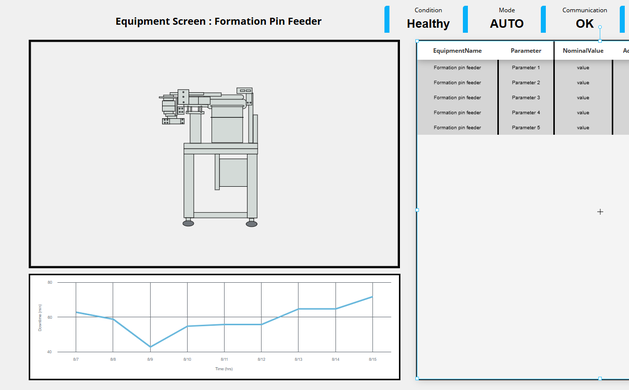 Equipment Screen : Formation Pin Feeder
Condition
Healthy
Mode
AUTO
Communication
OK
EquipmentName Parameter NominalValue
Formation pin feeder Parameter 1 value
Formation pin feeder Parameter 2 value
Formation pin feeder Parameter 3 value
Formation pin feeder Parameter 4 value
Formation pin feeder Parameter 5 value
8/7 8/8 8/9 8/10 8/11 8/12 8/13 8/14 8/15
Time (hrs)